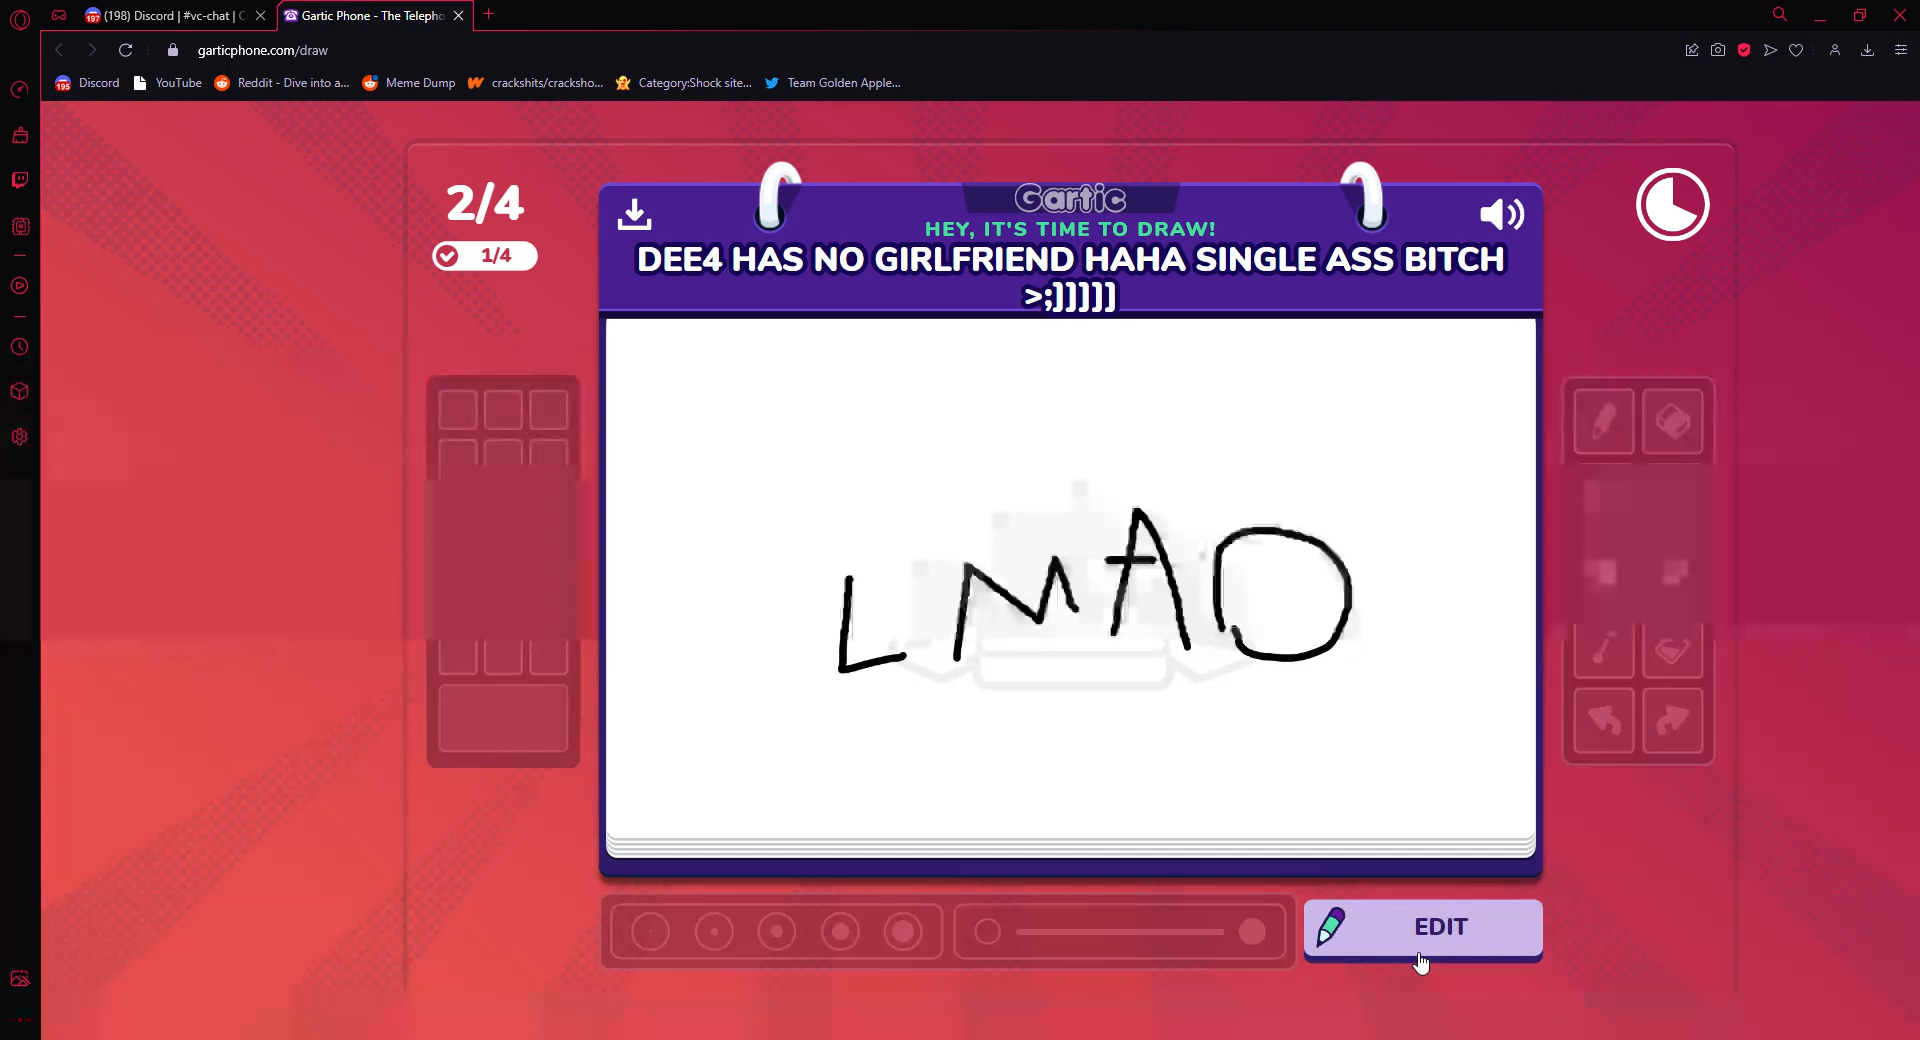 (198) Discord | #vc-chat | C
Gartic Phone - The Telepho
garticphone.com/draw
195 Discord
YouTube
Reddit - Dive into a...
Meme Dump
crackshits/cracksho...
Category:Shock site...
Team Golden Apple...
2/4
1/4
Gartic
HEY, IT'S TIME TO DRAW!
DEE4 HAS NO GIRLFRIEND HAHA SINGLE ASS BITCH
>;]]]]]
LMAO
EDIT